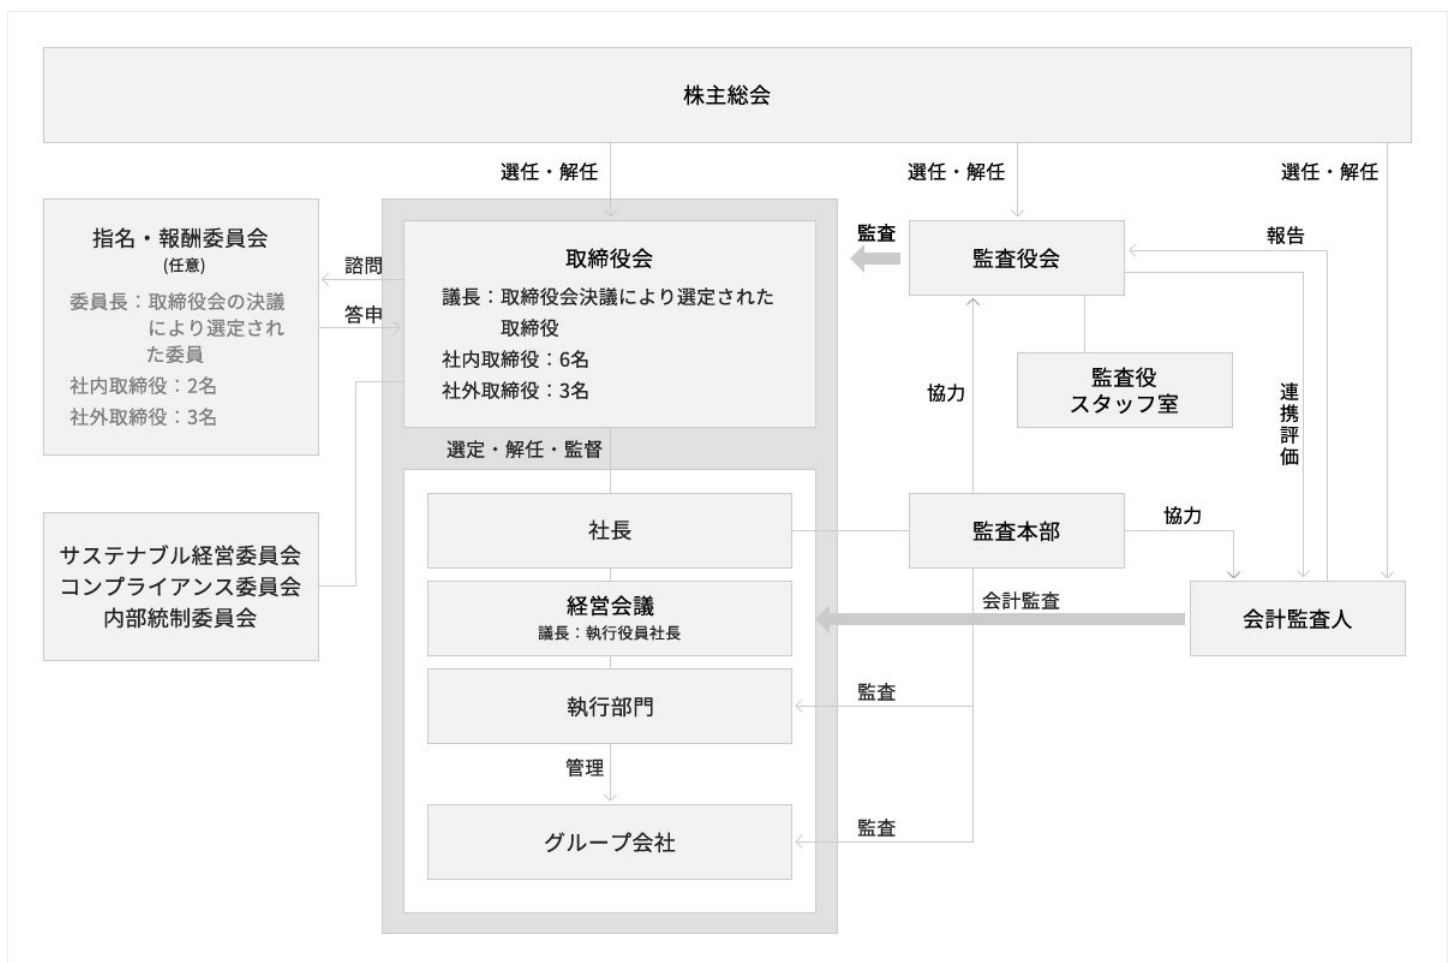 株主総会
選任・解任
選任・解任
選任・解任
指名・報酬委員会
(任意)
委員長：取締役会の決議
により選定され
た委員
社内取締役：2名
社外取締役：3名
諮問
答申
取締役会
議長：取締役会決議により選定された
取締役
社内取締役：6名
社外取締役：3名
監査
監査役会
報告
監査役
スタッフ室
協力
連携評価
選定・解任・監督
サステナブル経営委員会
コンプライアンス委員会
内部統制委員会
社長
監査本部
協力
経営会議
議長：執行役員社長
会計監査
会計監査人
執行部門
監査
管理
グループ会社
監査